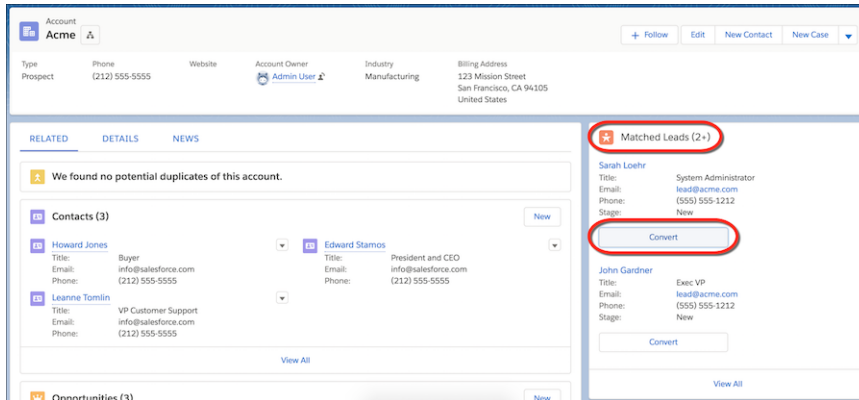 Account
Acme
+ Follow
Edit
New Contact
New Case
Type
Phone
Website
Account Owner
Industry
Billing Address
Prospect
(212) 555-5555
Admin User
Manufacturing
123 Mission Street
San Francisco, CA 94105
United States
RELATED
DETAILS
NEWS
We found no potential duplicates of this account.
Contacts (3)
New
Howard Jones
Title: Buyer
Email: info@salesforce.com
Phone: (212) 555-5555
Edward Stamos
Title: President and CEO
Email: info@salesforce.com
Phone: (212) 555-5555
Leanne Tomlin
Title: VP Customer Support
Email: info@salesforce.com
Phone: (212) 555-5555
View All
Opportunities (3)
New
Matched Leads (2+)
Sarah Loehr
Title: System Administrator
Email: lead@acme.com
Phone: (555) 555-1212
Stage: New
Convert
John Gardner
Title: Exec VP
Email: lead@acme.com
Phone: (555) 555-1212
Stage: New
Convert
View All